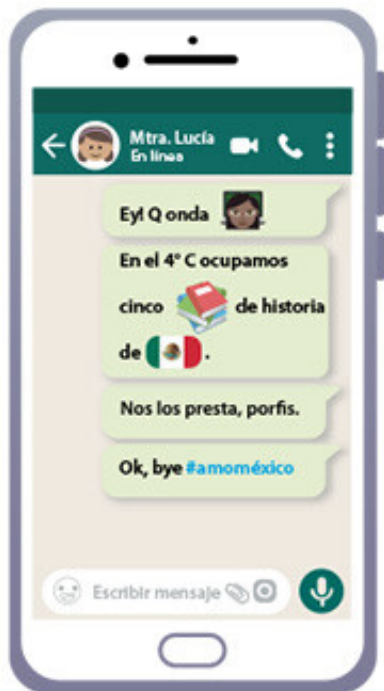 Mtra. Lucía
En línea
Ey! Q onda
En el 4° C ocupamos
cinco de historia
de .
Nos los presta, porfis.
Ok, bye #amoméxico
Escribir mensaje